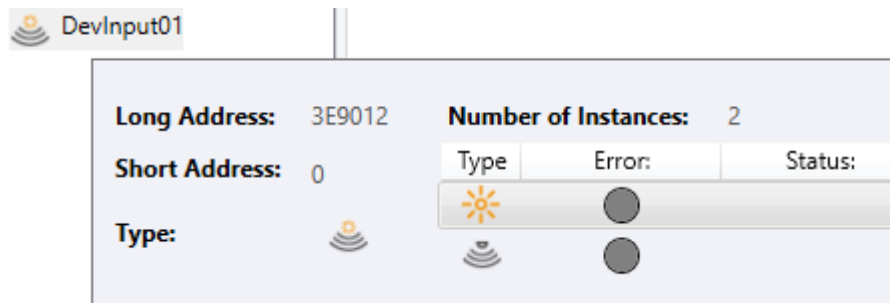 DevInput01
Long Address: 3E9012 Number of Instances: 2
Short Address: 0
Type Error: Status:
Type: